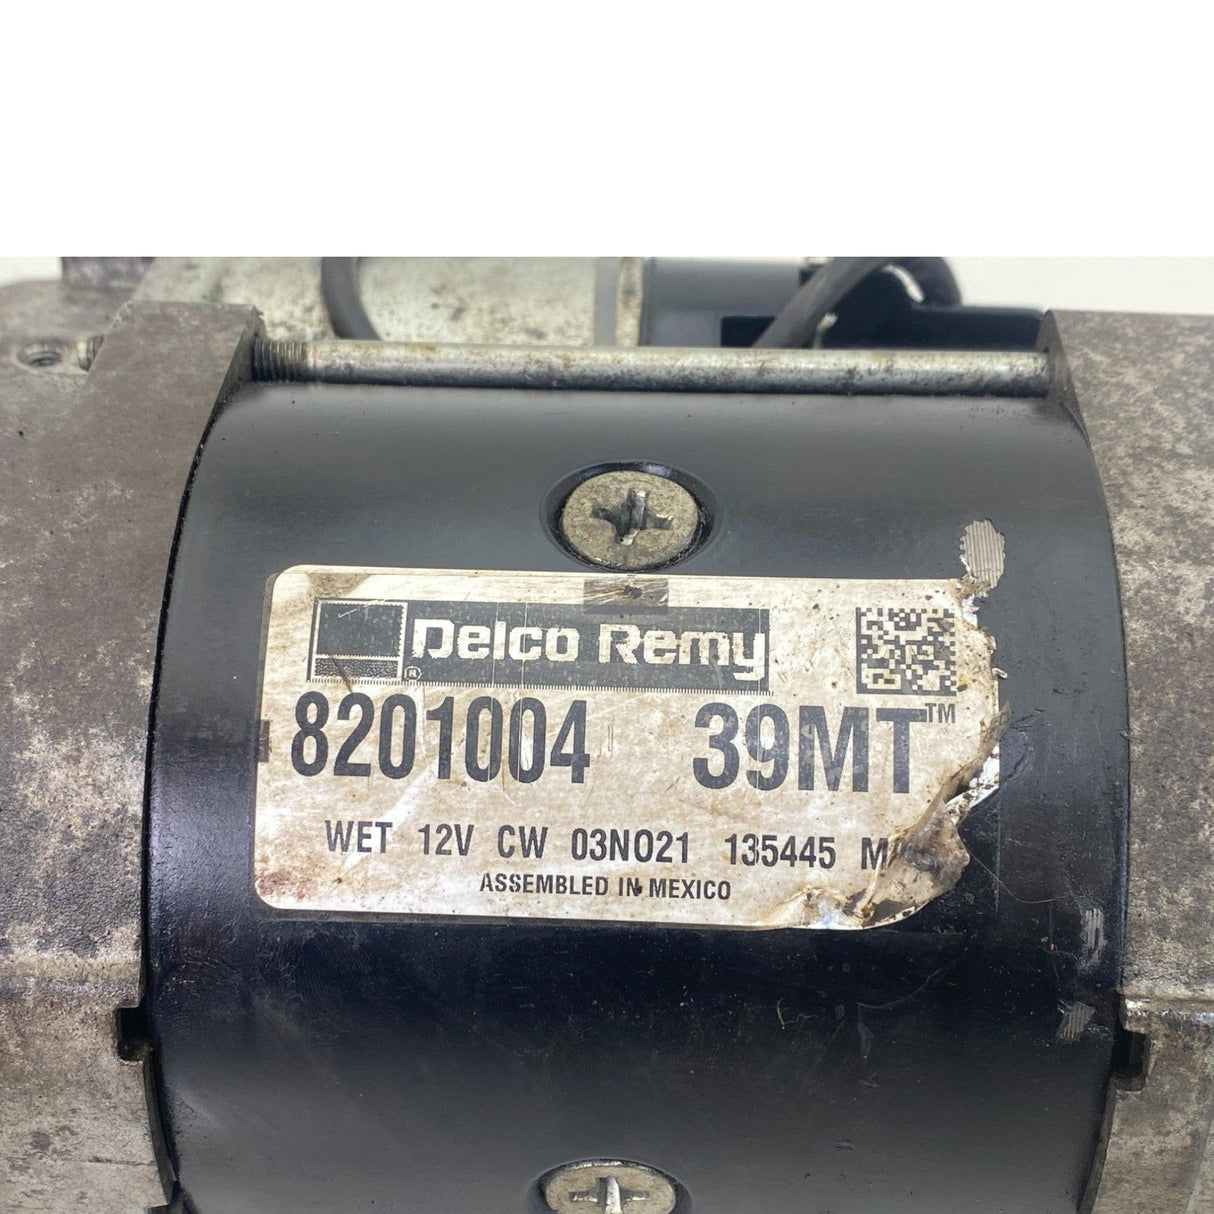 Delco Remy ®
8201004 39MT™
WET 12V CW 03NO21 135445
ASSEMBLED IN MEXICO